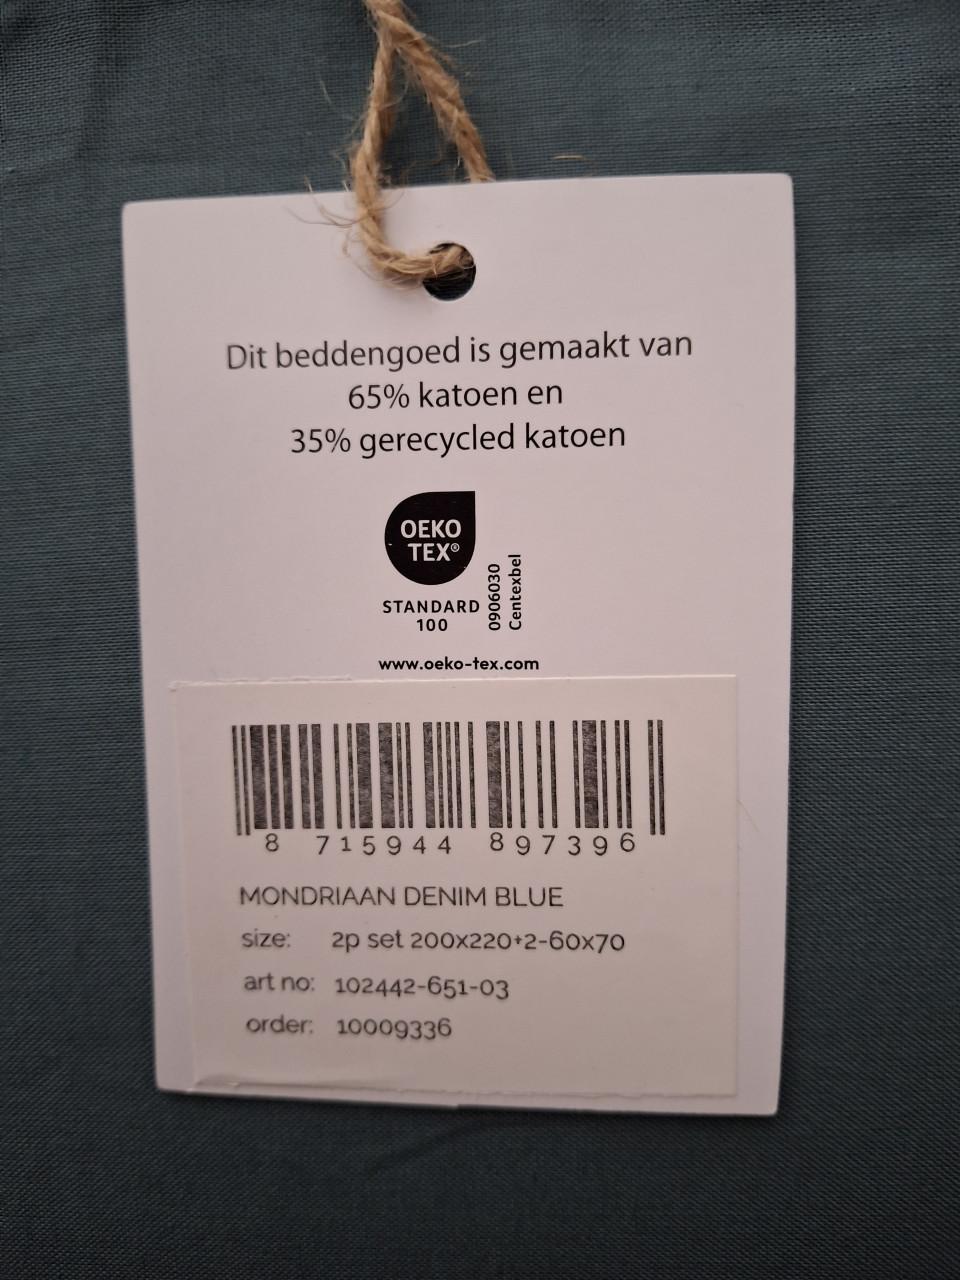 Dit beddengoed is gemaakt van
65% katoen en
35% gerecycled katoen
OEKO
TEX®
STANDARD
100
0906030
Centexbel
www.oeko-tex.com
8 715944 897396
MONDRIAAN DENIM BLUE
size: 2p set 200x220+2-60x70
art no: 102442-651-03
order: 10009336